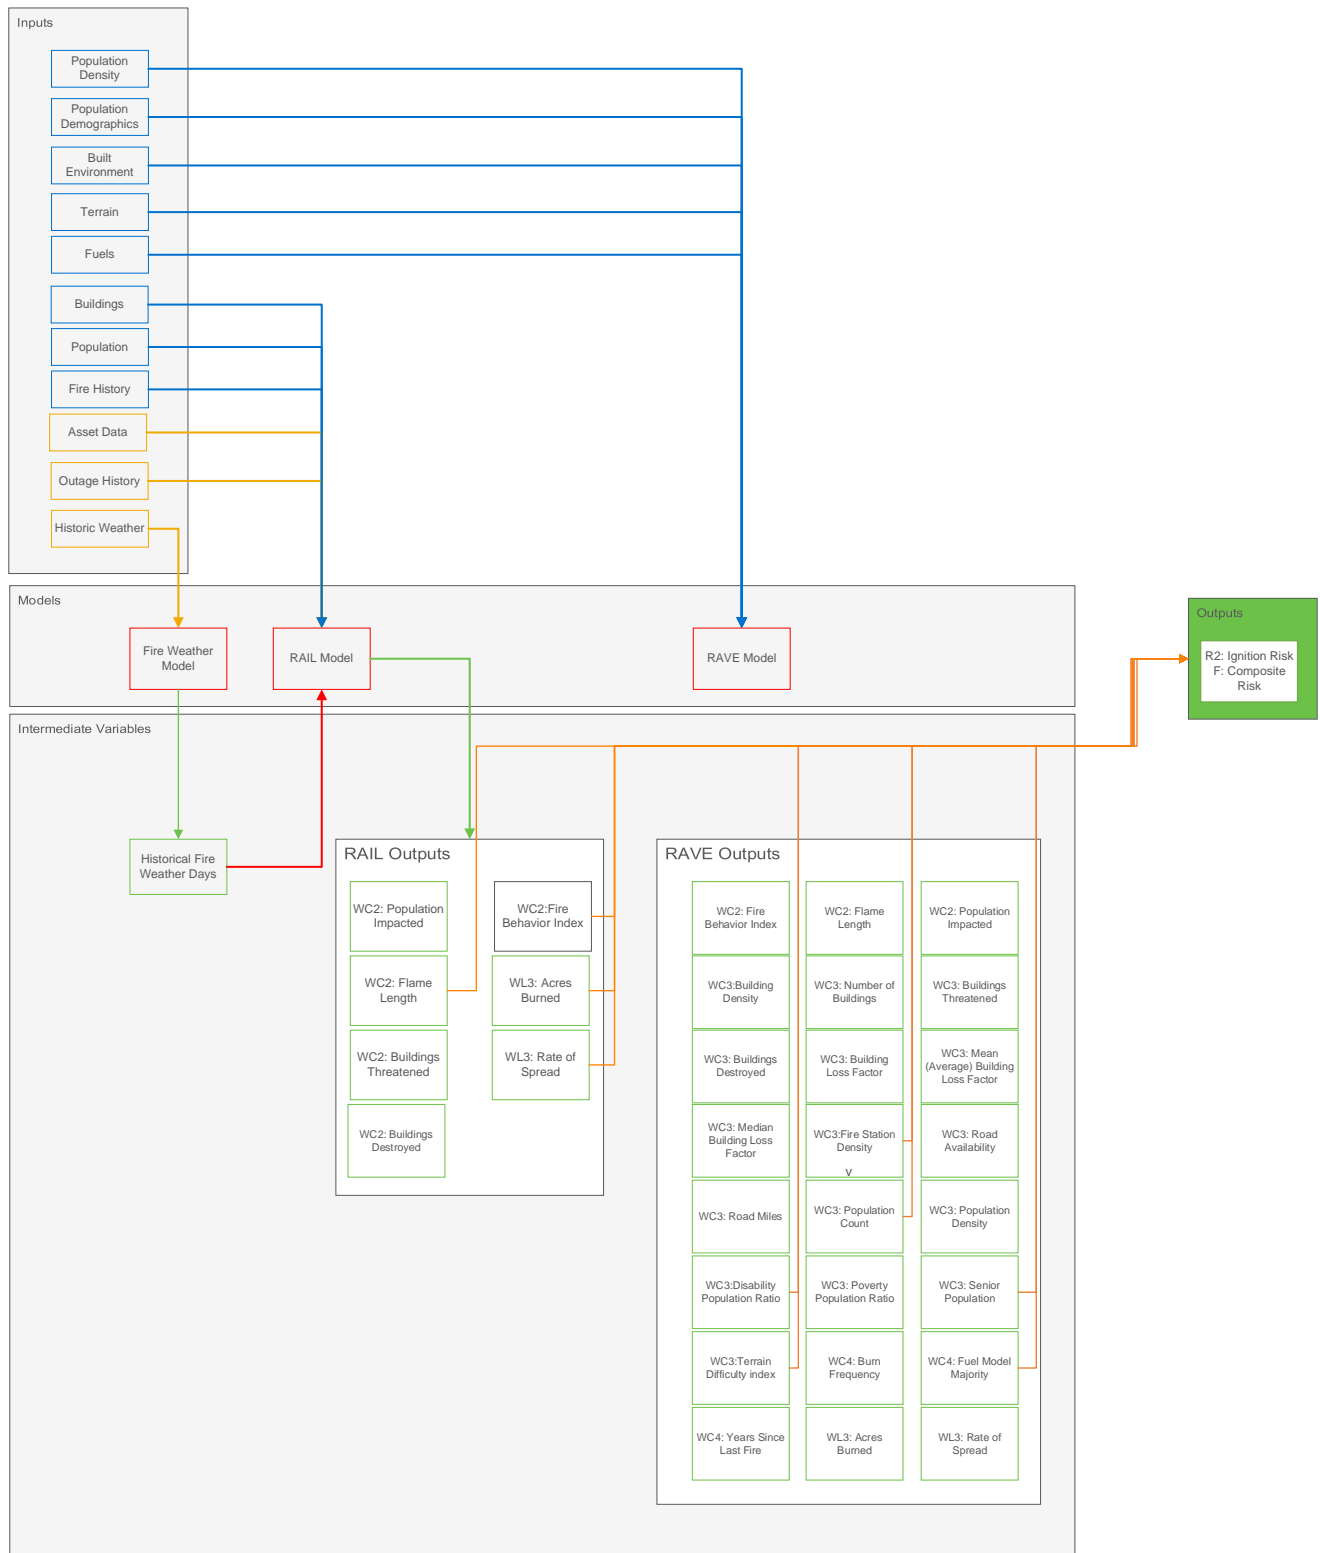 Inputs
Population
Density
Population
Demographics
Built
Environment
Terrain
Fuels
Buildings
Population
Fire History
Asset Data
Outage History
Historic Weather
Models
Fire Weather
Model
RAIL Model
RAVE Model
Outputs
R2: Ignition Risk
F: Composite
Risk
Intermediate Variables
Historical Fire
Weather Days
RAIL Outputs
WC2: Population
Impacted
WC2:Fire
Behavior Index
WC2: Flame
Length
WL3: Acres
Burned
WC2: Buildings
Threatened
WL3: Rate of
Spread
WC2: Buildings
Destroyed
RAVE Outputs
WC2: Fire
Behavior Index
WC2: Flame
Length
WC2: Population
Impacted
WC3:Building
Density
WC3: Number of
Buildings
WC3: Buildings
Threatened
WC3: Buildings
Destroyed
WC3: Building
Loss Factor
WC3: Mean
(Average) Building
Loss Factor
WC3: Median
Building Loss
Factor
WC3:Fire Station
Density
v
WC3: Road
Availability
WC3: Road Miles
WC3: Population
Count
WC3: Population
Density
WC3:Disability
Population Ratio
WC3: Poverty
Population Ratio
WC3: Senior
Population
WC3:Terrain
Difficulty index
WC4: Burn
Frequency
WC4: Fuel Model
Majority
WC4: Years Since
Last Fire
WL3: Acres
Burned
WL3: Rate of
Spread